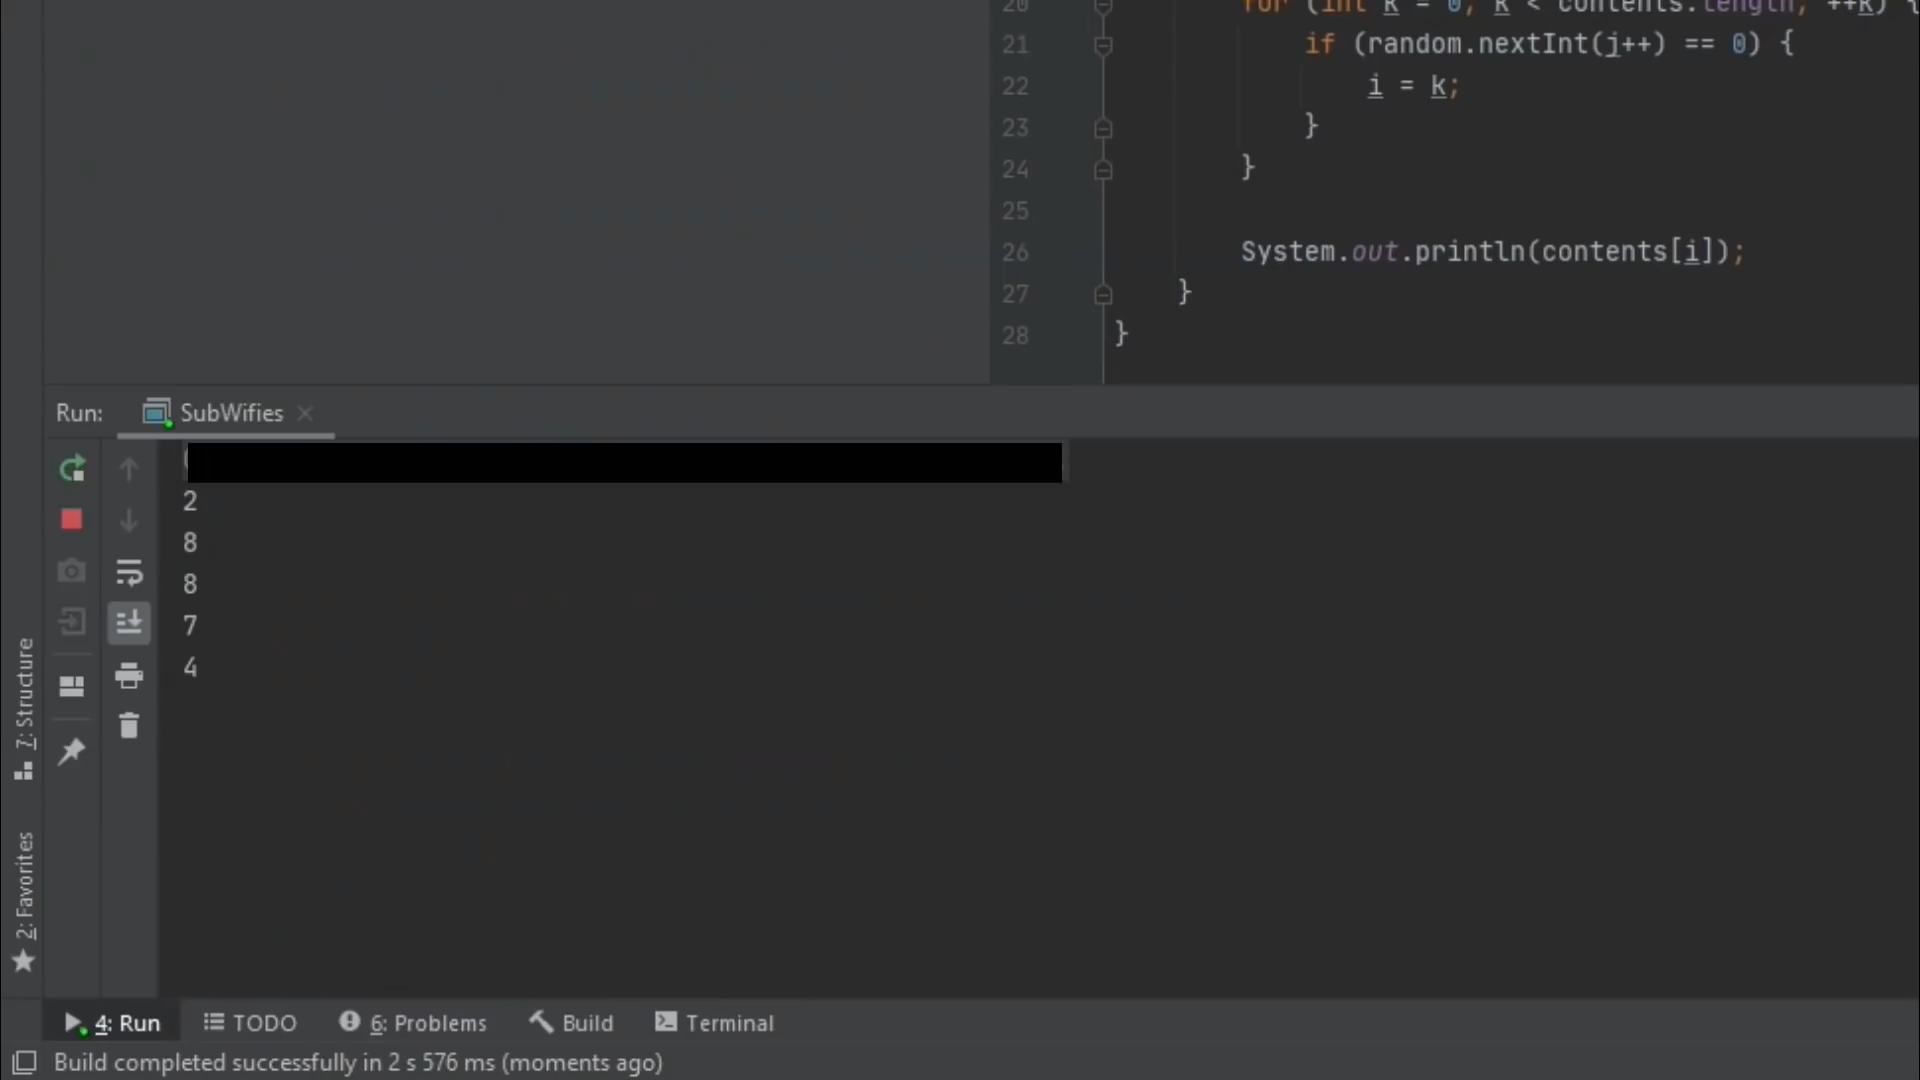 20 for (int k = 0; k < contents.length; ++k) {
21 if (random.nextInt(j++) == 0) {
22 i = k;
23 }
24 }
25
26 System.out.println(contents[i]);
27 }
28 }
Run: SubWifies
2
8
8
7
4
7: Structure
2: Favorites
4: Run TODO 6: Problems Build Terminal
Build completed successfully in 2 s 576 ms (moments ago)